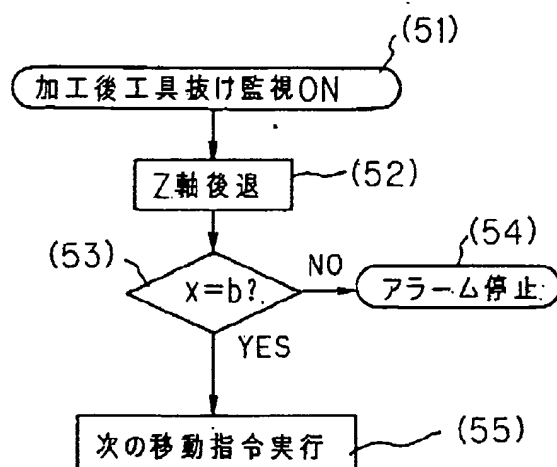 (51)
加工後工具抜け監視ON
(52)
Z軸後退
(53)
x=b?
NO
(54)
アラーム停止
YES
次の移動指令実行
(55)